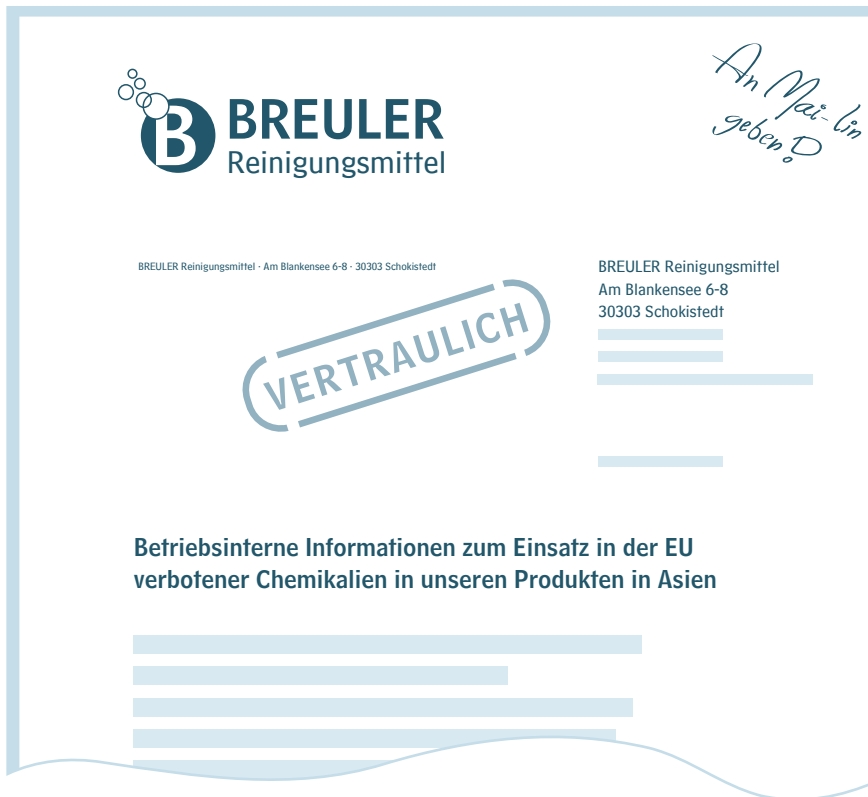 An Mai-lin
geben!
B
BREULER
Reinigungsmittel
BREULER Reinigungsmittel · Am Blankensee 6-8 · 30303 Schokistedt
BREULER Reinigungsmittel
Am Blankensee 6-8
30303 Schokistedt
VERTRAULICH
Betriebsinterne Informationen zum Einsatz in der EU
verbotener Chemikalien in unseren Produkten in Asien